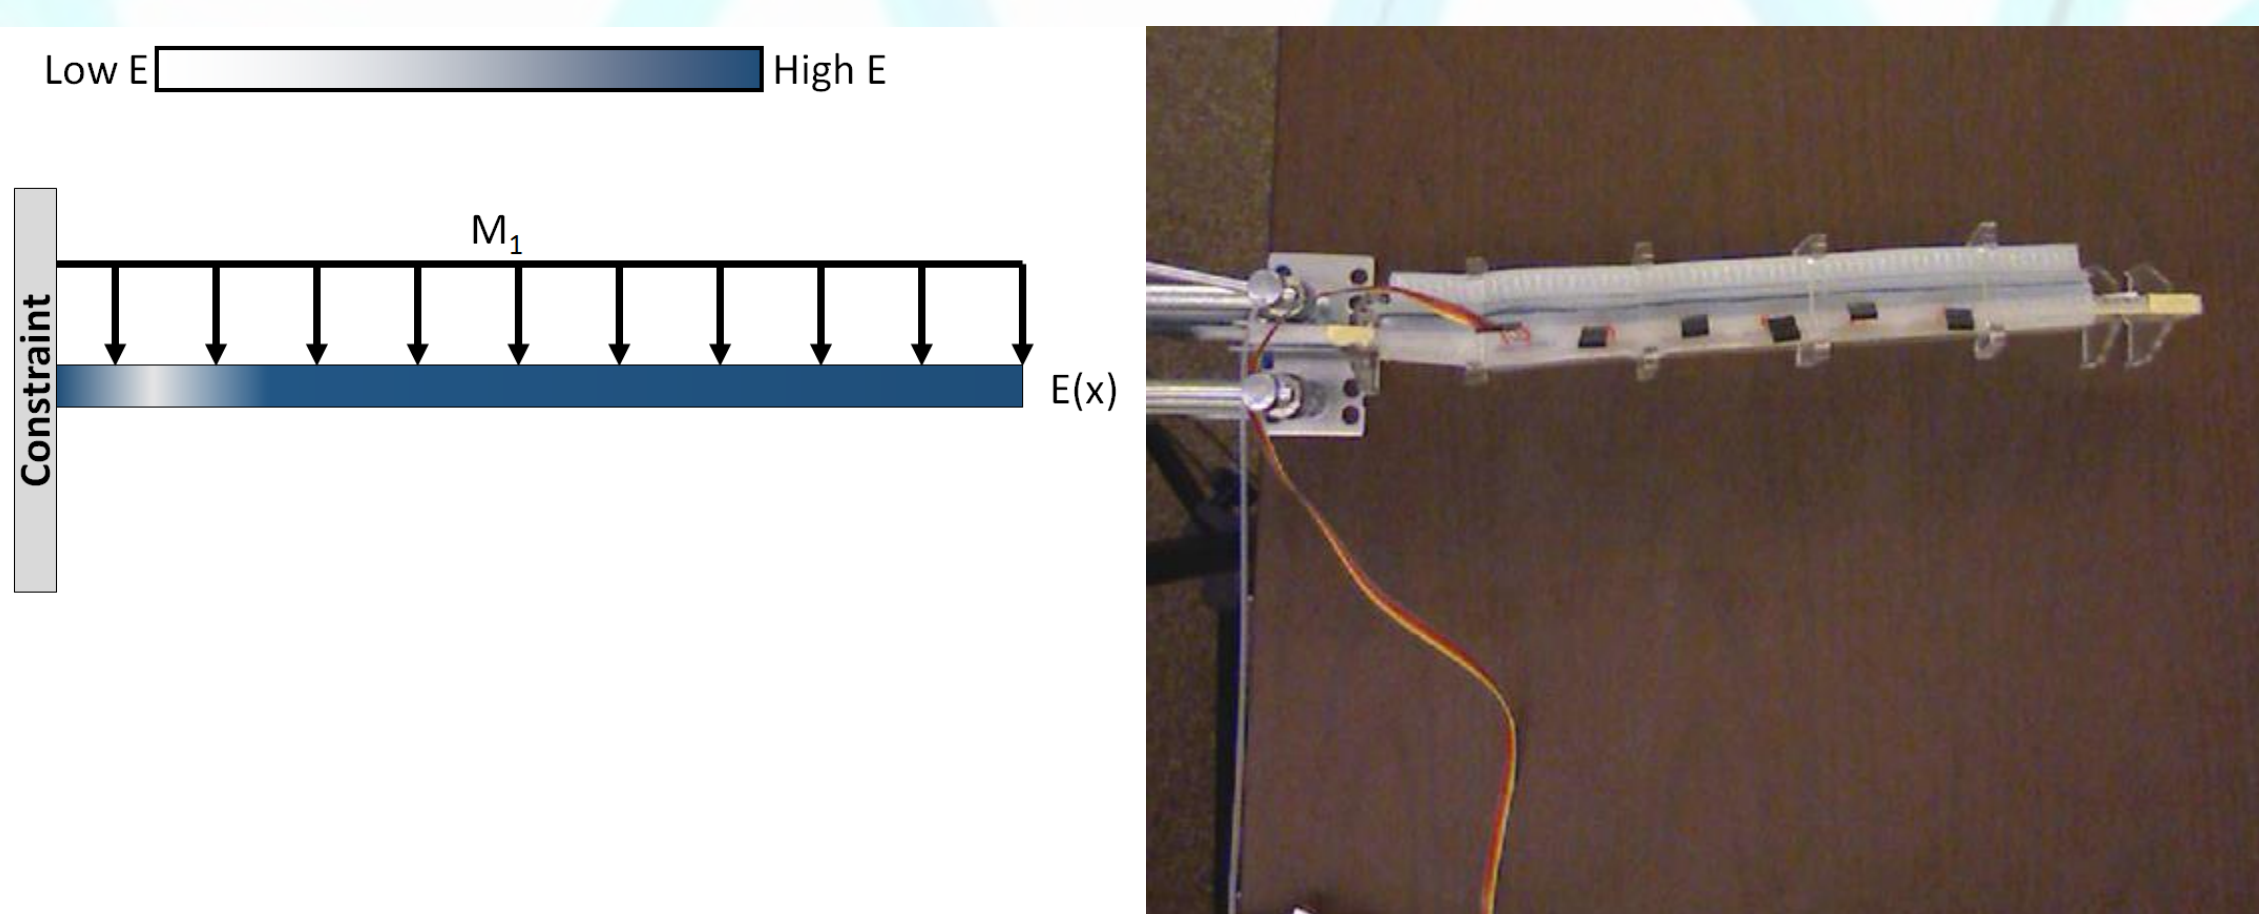 Low E
High E
M1
Constraint
E(x)